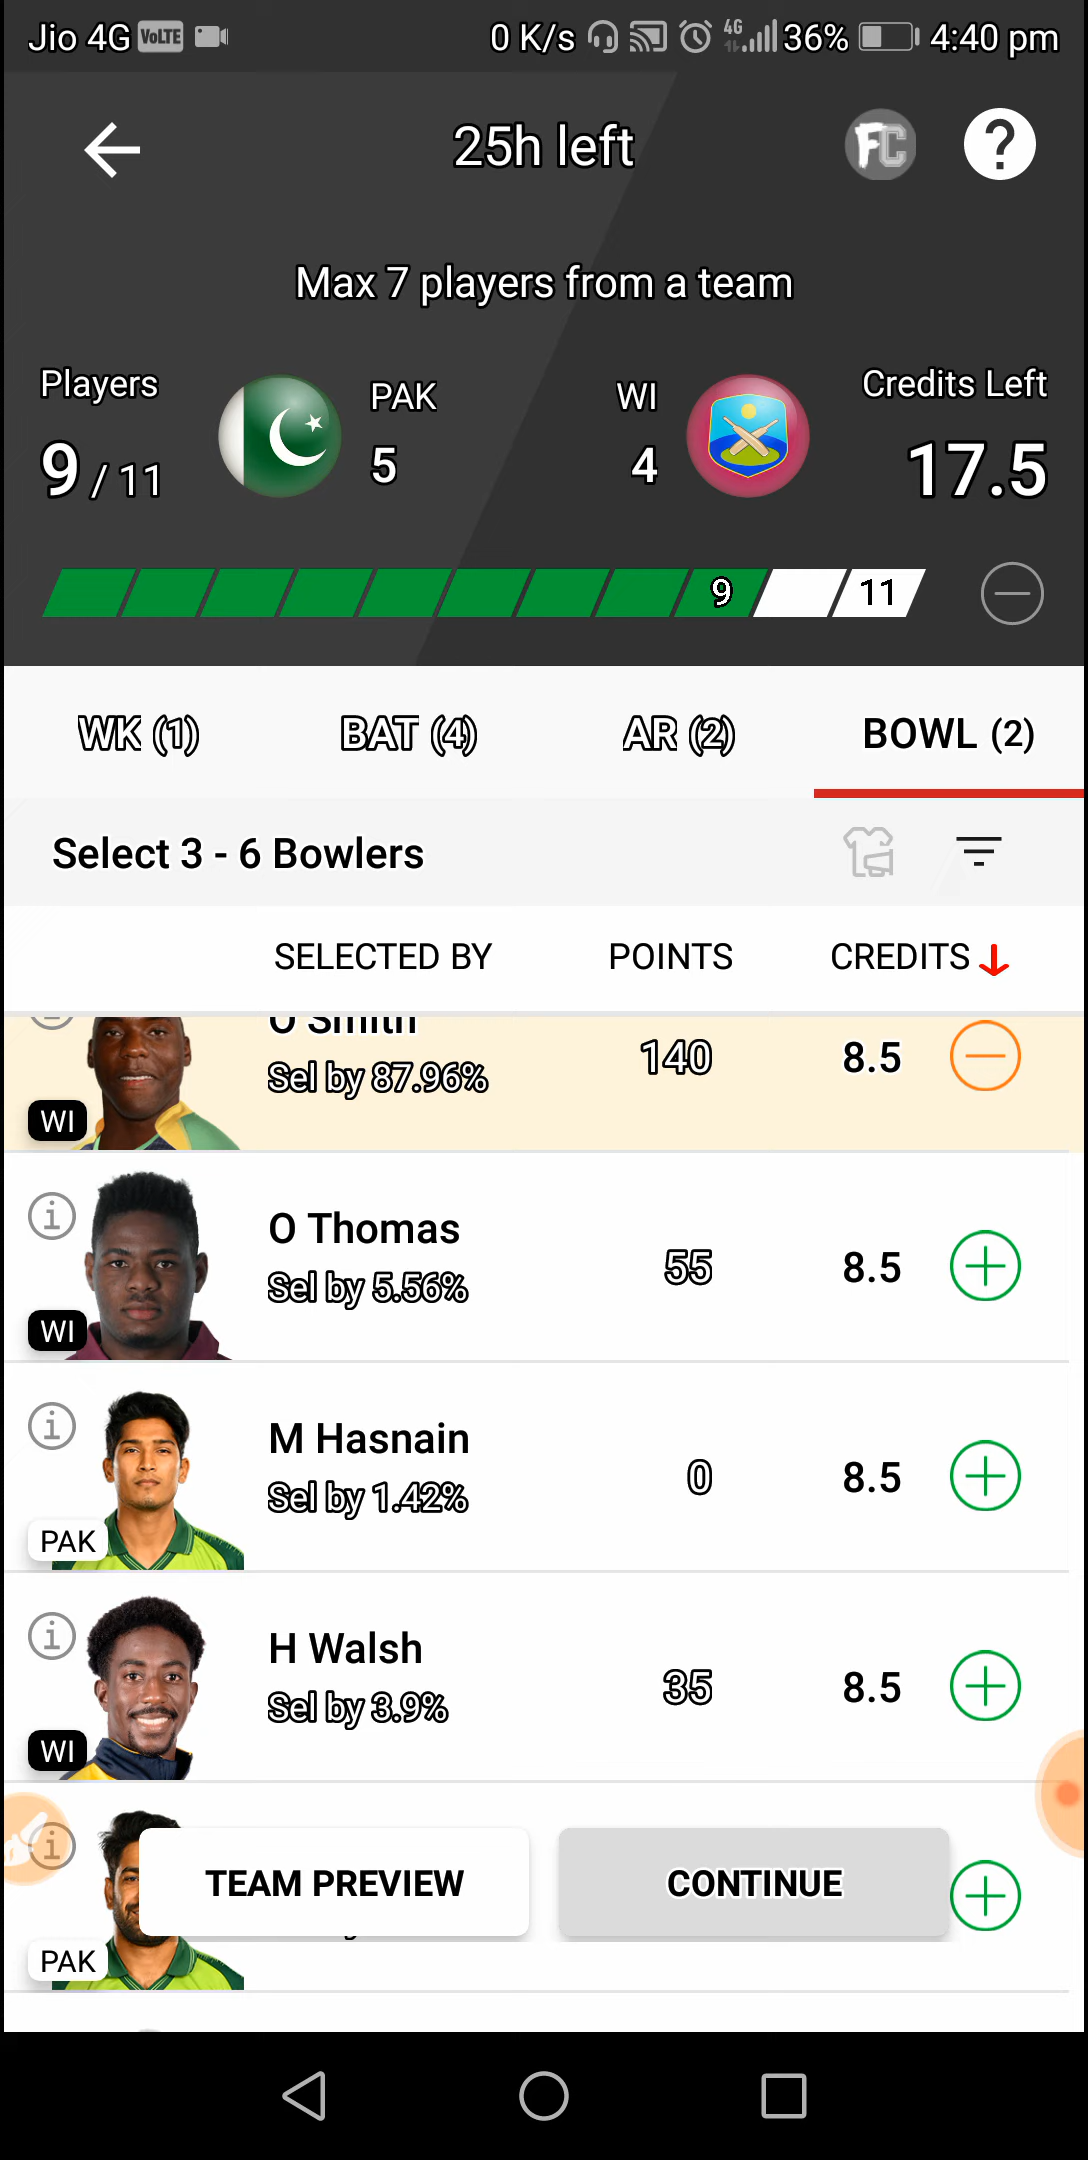 Jio 4G VoLTE 0 K/s 4G 36% 4:40 pm
25h left FC ?
Max 7 players from a team
Players PAK WI Credits Left
9 / 11 5 4 17.5
9 11
WK (1) BAT (4) AR (2) BOWL (2)
Select 3 - 6 Bowlers
SELECTED BY POINTS CREDITS
O Smith
Sel by 87.96% 140 8.5
WI
O Thomas
Sel by 5.56% 55 8.5
WI
M Hasnain
Sel by 1.42% 0 8.5
PAK
H Walsh
Sel by 3.9% 35 8.5
WI
TEAM PREVIEW CONTINUE
PAK